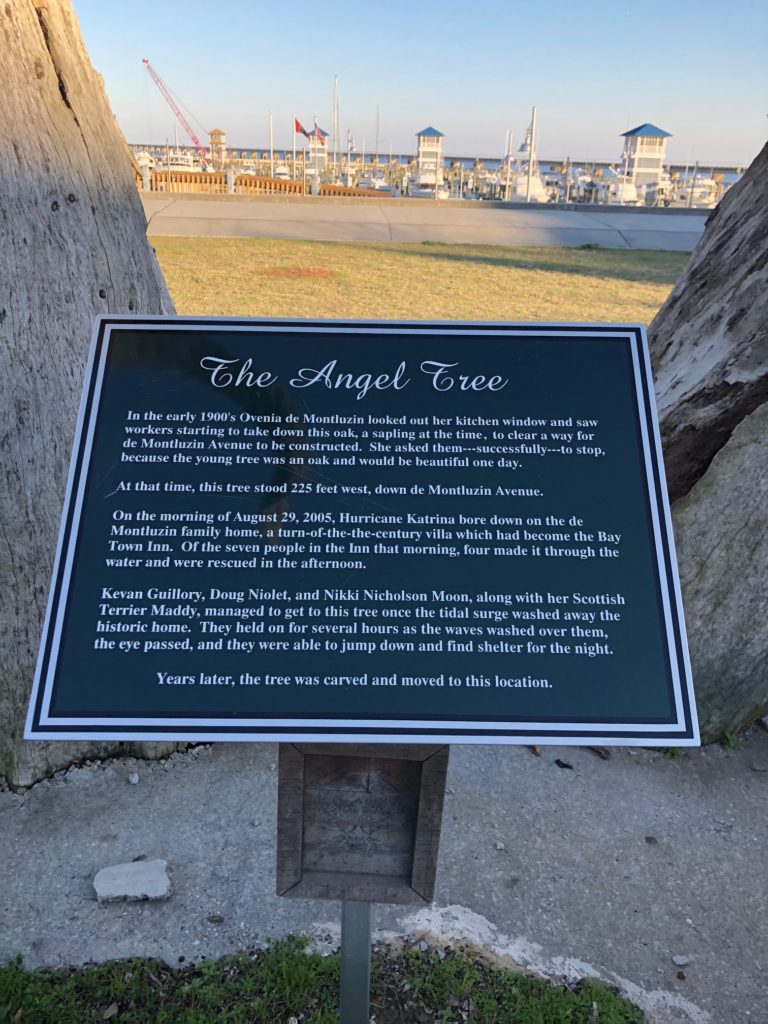 The Angel Tree
In the early 1900's Ovenia de Montluzin looked out her kitchen window and saw
workers starting to take down this oak, a sapling at the time, to clear a way for
de Montluzin Avenue to be constructed. She asked them---successfully---to stop,
because the young tree was an oak and would be beautiful one day.
At that time, this tree stood 225 feet west, down de Montluzin Avenue.
On the morning of August 29, 2005, Hurricane Katrina bore down on the de
Montluzin family home, a turn-of-the-the-century villa which had become the Bay
Town Inn. Of the seven people in the Inn that morning, four made it through the
water and were rescued in the afternoon.
Kevan Guillory, Doug Niolet, and Nikki Nicholson Moon, along with her Scottish
Terrier Maddy, managed to get to this tree once the tidal surge washed away the
historic home. They held on for several hours as the waves washed over them,
the eye passed, and they were able to jump down and find shelter for the night.
Years later, the tree was carved and moved to this location.